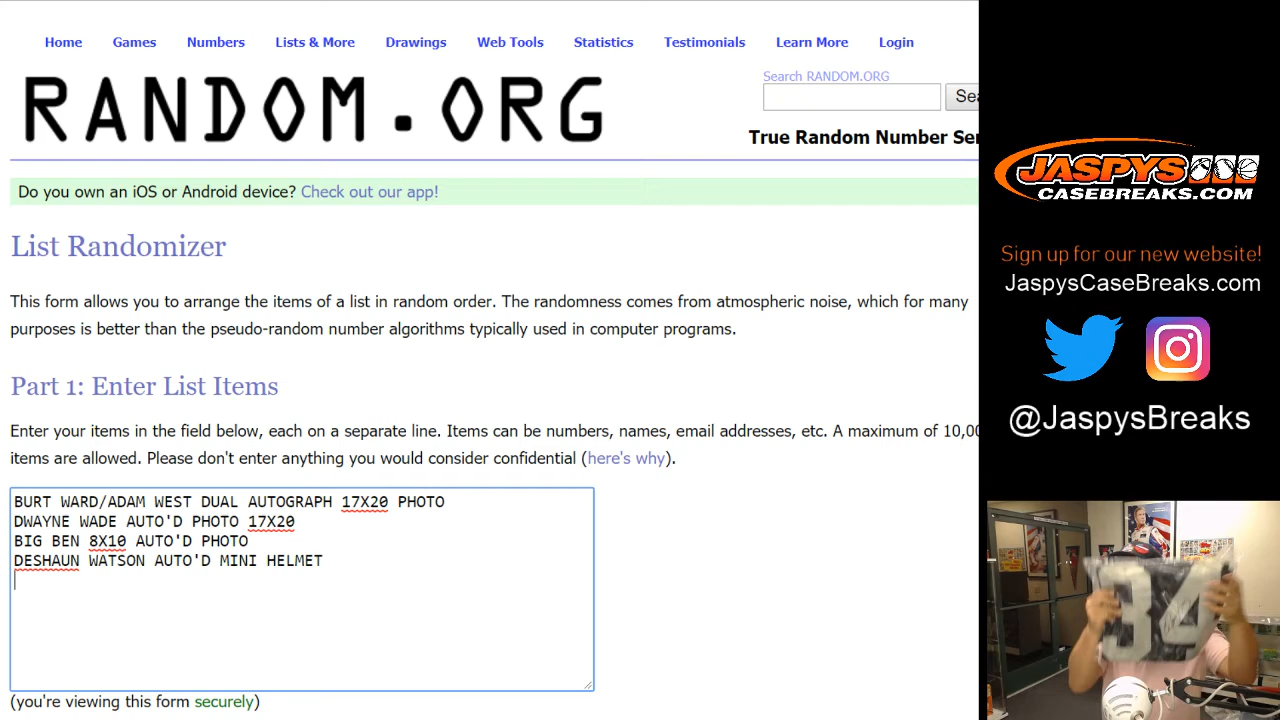 Home Games Numbers Lists & More Drawings Web Tools Statistics Testimonials Learn More Login
RANDOM.ORG
Search RANDOM.ORG
Sea
True Random Number Ser
Do you own an iOS or Android device? Check out our app!
List Randomizer
This form allows you to arrange the items of a list in random order. The randomness comes from atmospheric noise, which for many
purposes is better than the pseudo-random number algorithms typically used in computer programs.
Part 1: Enter List Items
Enter your items in the field below, each on a separate line. Items can be numbers, names, email addresses, etc. A maximum of 10,00
items are allowed. Please don't enter anything you would consider confidential (here's why).
BURT WARD/ADAM WEST DUAL AUTOGRAPH 17X20 PHOTO
DWAYNE WADE AUTO'D PHOTO 17X20
BIG BEN 8X10 AUTO'D PHOTO
DESHAUN WATSON AUTO'D MINI HELMET
(you're viewing this form securely)
JASPYS
CASEBREAKS.COM
Sign up for our new website!
JaspysCaseBreaks.com
@JaspysBreaks
34